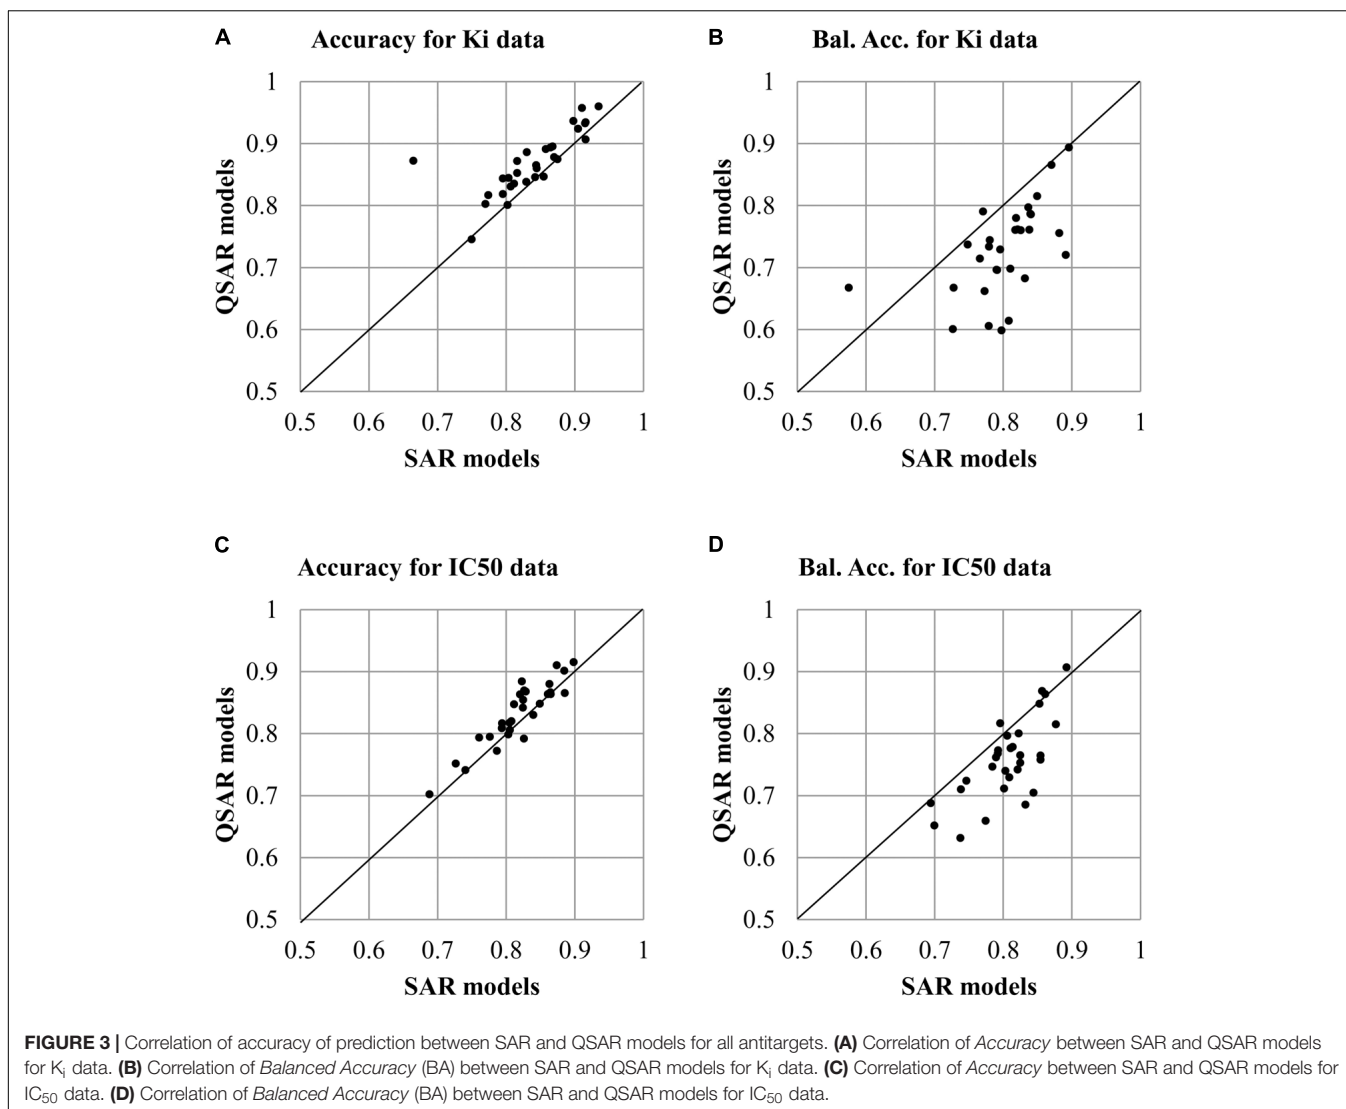 A
Accuracy for Ki data
1
0.9
0.8
0.7
0.6
0.5
QSAR models
0.5 0.6 0.7 0.8 0.9 1
SAR models
B
Bal. Acc. for Ki data
1
0.9
0.8
0.7
0.6
0.5
QSAR models
0.5 0.6 0.7 0.8 0.9 1
SAR models
C
Accuracy for IC50 data
1
0.9
0.8
0.7
0.6
0.5
QSAR models
0.5 0.6 0.7 0.8 0.9 1
SAR models
D
Bal. Acc. for IC50 data
1
0.9
0.8
0.7
0.6
0.5
QSAR models
0.5 0.6 0.7 0.8 0.9 1
SAR models
FIGURE 3 | Correlation of accuracy of prediction between SAR and QSAR models for all antitargets. (A) Correlation of Accuracy between SAR and QSAR models
for Ki data. (B) Correlation of Balanced Accuracy (BA) between SAR and QSAR models for Ki data. (C) Correlation of Accuracy between SAR and QSAR models for
IC50 data. (D) Correlation of Balanced Accuracy (BA) between SAR and QSAR models for IC50 data.